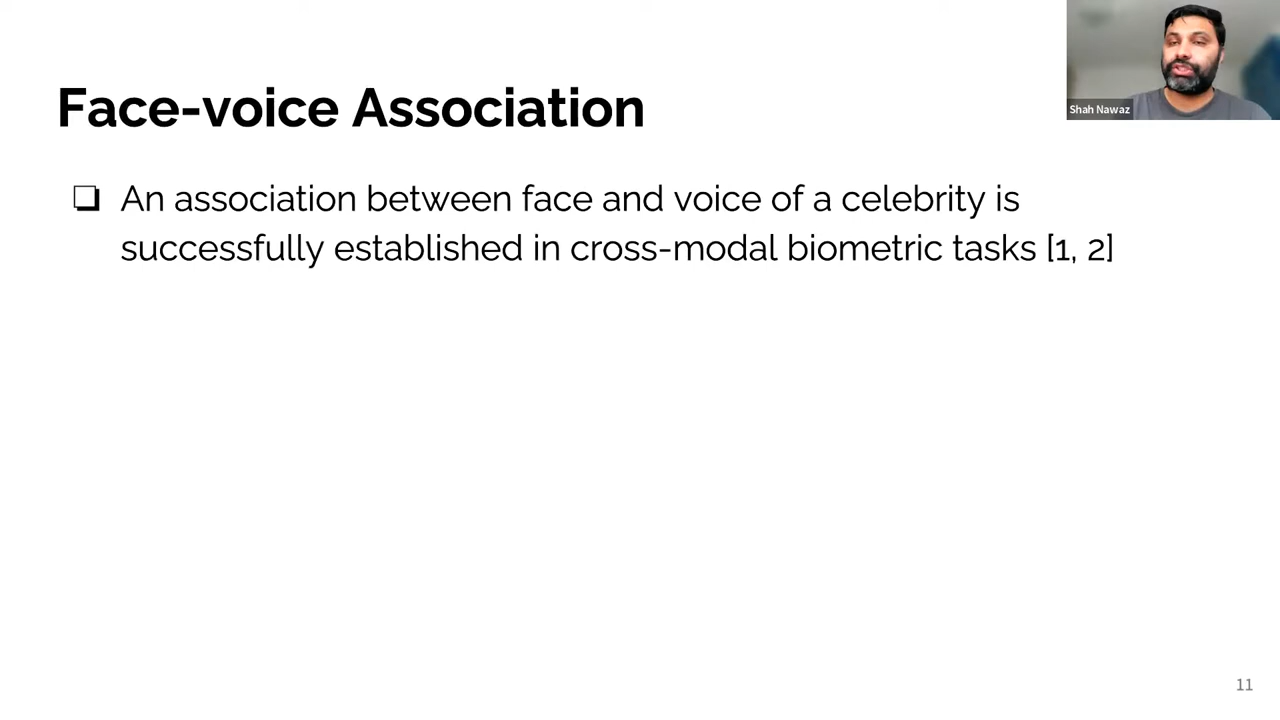 Shah Nawaz
Face-voice Association
❏ An association between face and voice of a celebrity is
successfully established in cross-modal biometric tasks [1, 2]
11